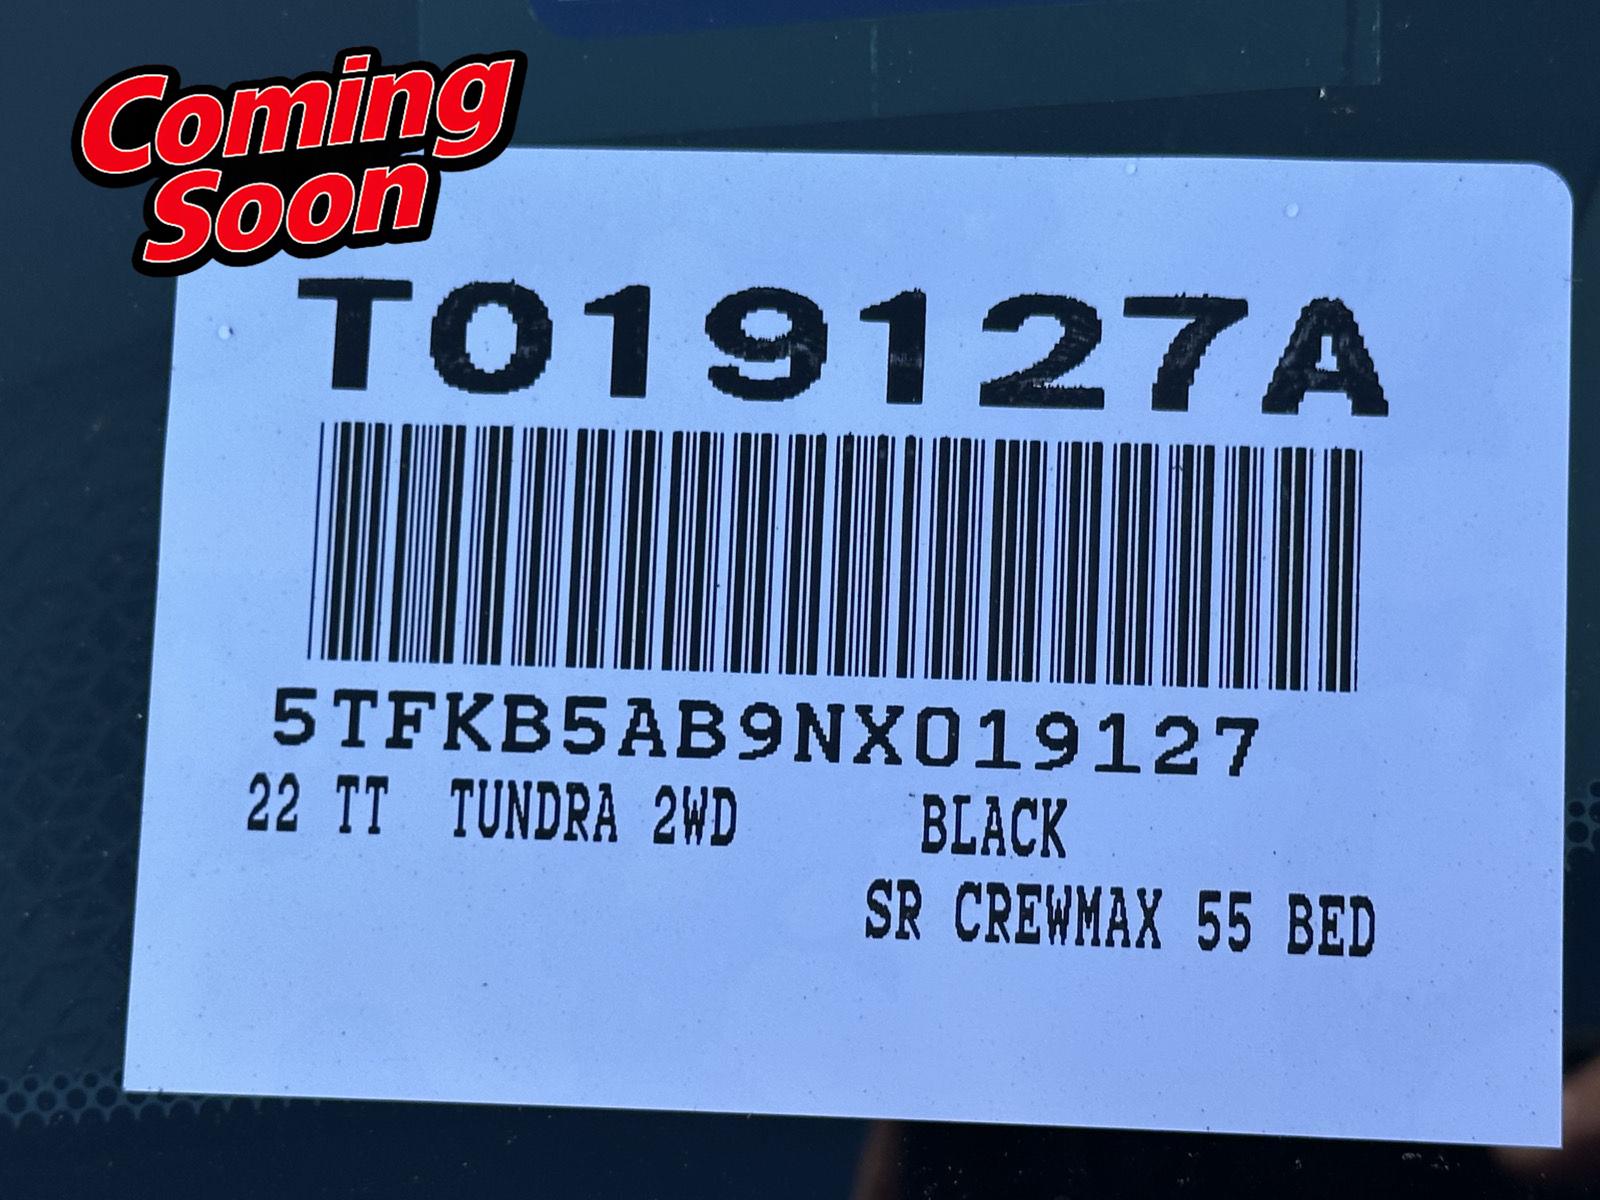 Coming
Soon
T019127A
5TFKB5AB9NX019127
22 TT TUNDRA 2WD BLACK
SR CREWMAX 55 BED